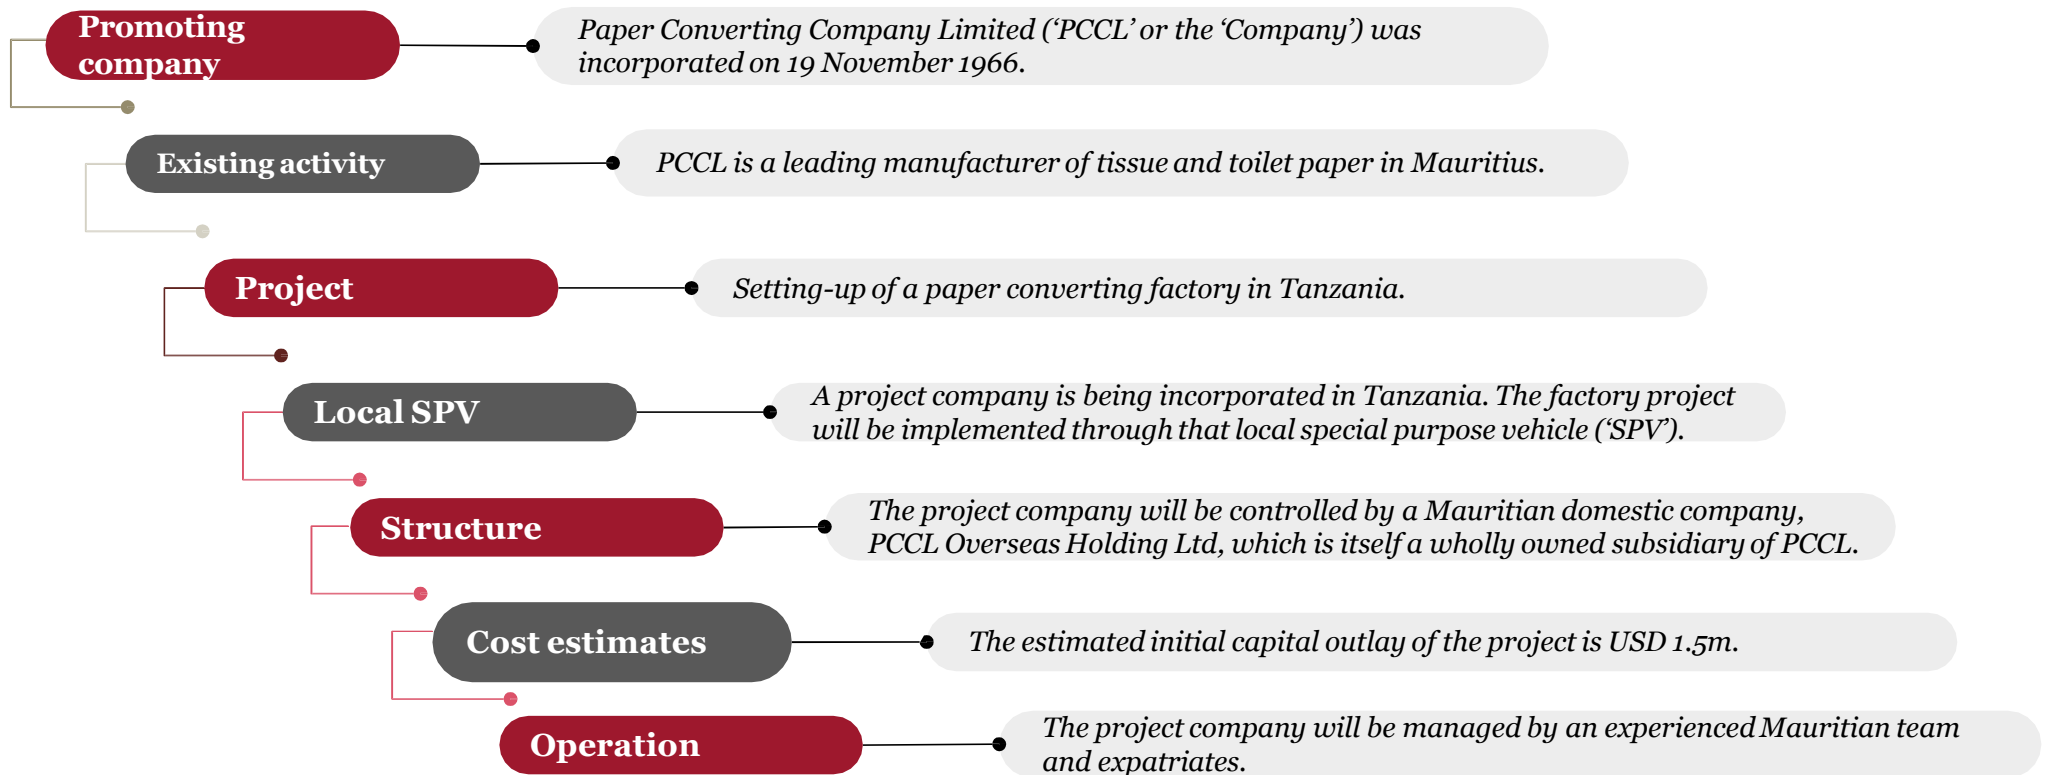 Promoting
company
Paper Converting Company Limited (‘PCCL’ or the ‘Company’) was
incorporated on 19 November 1966.
Existing activity
PCCL is a leading manufacturer of tissue and toilet paper in Mauritius.
Project
Setting-up of a paper converting factory in Tanzania.
Local SPV
A project company is being incorporated in Tanzania. The factory project
will be implemented through that local special purpose vehicle (‘SPV’).
Structure
The project company will be controlled by a Mauritian domestic company,
PCCL Overseas Holding Ltd, which is itself a wholly owned subsidiary of PCCL.
Cost estimates
The estimated initial capital outlay of the project is USD 1.5m.
Operation
The project company will be managed by an experienced Mauritian team
and expatriates.